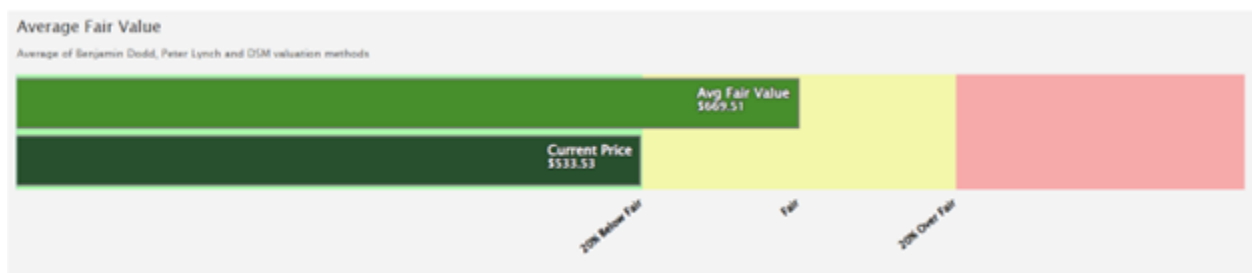 Average Fair Value
Average of Benjamin Dodd, Peter Lynch and DSM valuation methods
Avg Fair Value
$669.51
Current Price
$533.53
20% Below Fair
Fair
20% Over Fair